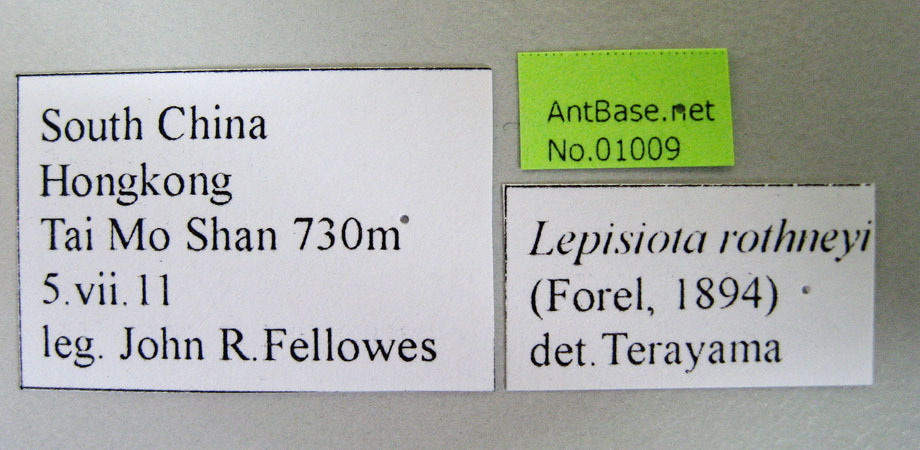 South China
Hongkong
Tai Mo Shan 730m
5.vii.11
leg. John R.Fellowes
AntBase.net
No.01009
Lepisiota rothneyi
(Forel, 1894)
det.Terayama